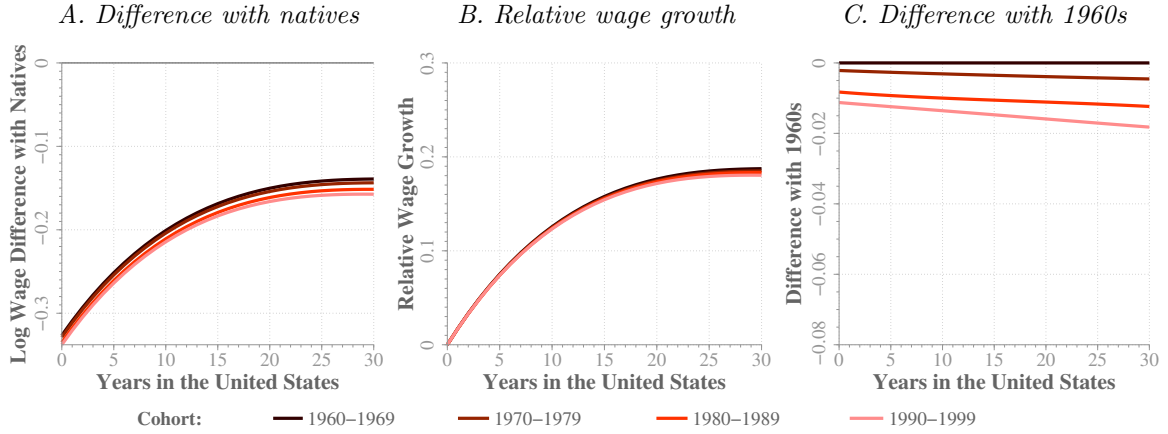 A. Difference with natives
B. Relative wage growth
C. Difference with 1960s
Log Wage Difference with Natives
0
−0.1
−0.2
−0.3
0 5 10 15 20 25 30
Years in the United States
Relative Wage Growth
0.3
0.2
0.1
0
0 5 10 15 20 25 30
Years in the United States
Difference with 1960s
0
−0.02
−0.04
−0.06
−0.08
0 5 10 15 20 25 30
Years in the United States
Cohort: 1960–1969 1970–1979 1980–1989 1990–1999